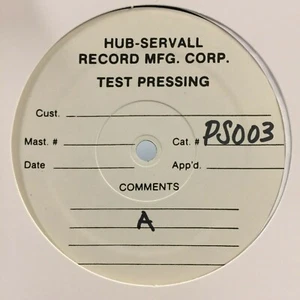 HUB-SERVALL
RECORD MFG. CORP.
TEST PRESSING
Cust.
Mast. # Cat. # PS003
Date App'd.
COMMENTS
A